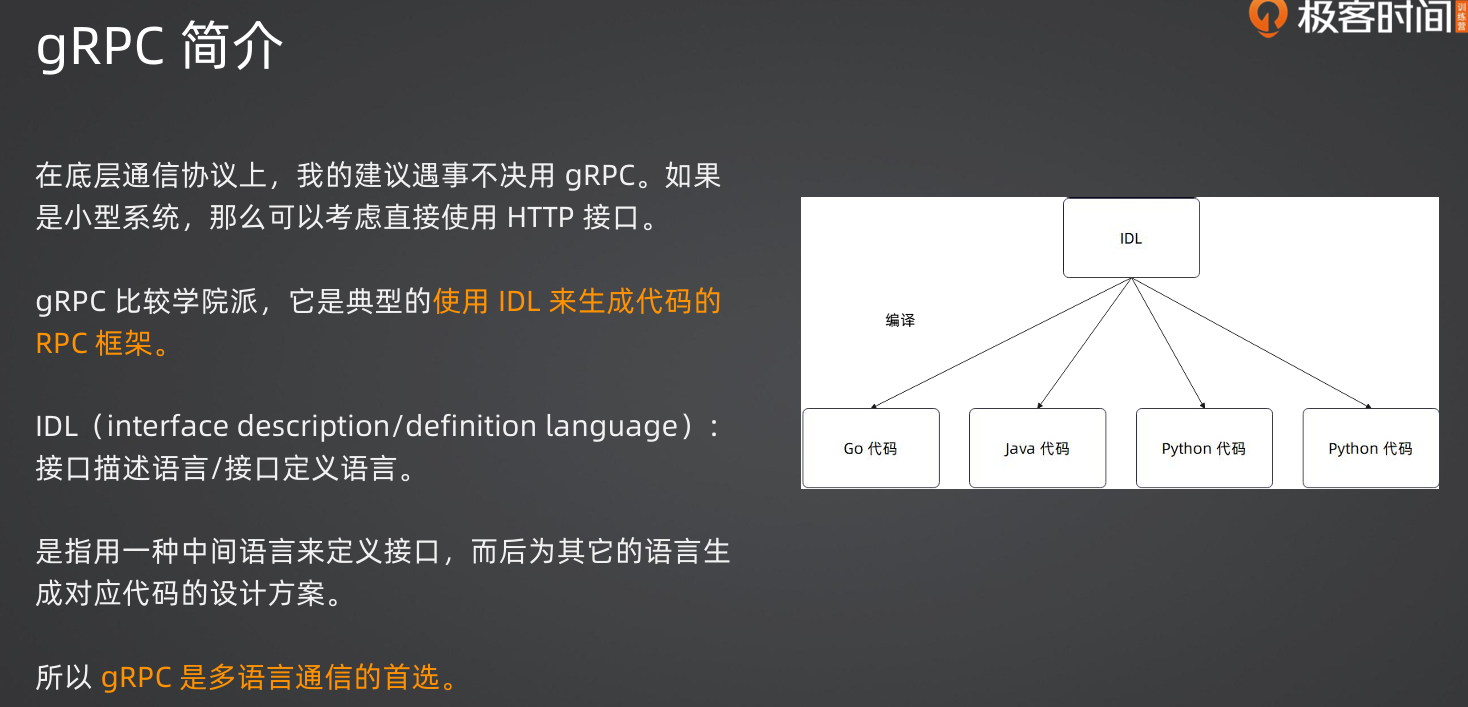 gRPC 简介
极客时间
训练营
在底层通信协议上，我的建议遇事不决用 gRPC。如果
是小型系统，那么可以考虑直接使用 HTTP 接口。
gRPC 比较学院派，它是典型的使用 IDL 来生成代码的
RPC 框架。
IDL（interface description/definition language）：
接口描述语言/接口定义语言。
是指用一种中间语言来定义接口，而后为其它的语言生
成对应代码的设计方案。
所以 gRPC 是多语言通信的首选。
IDL
编译
Go 代码
Java 代码
Python 代码
Python 代码